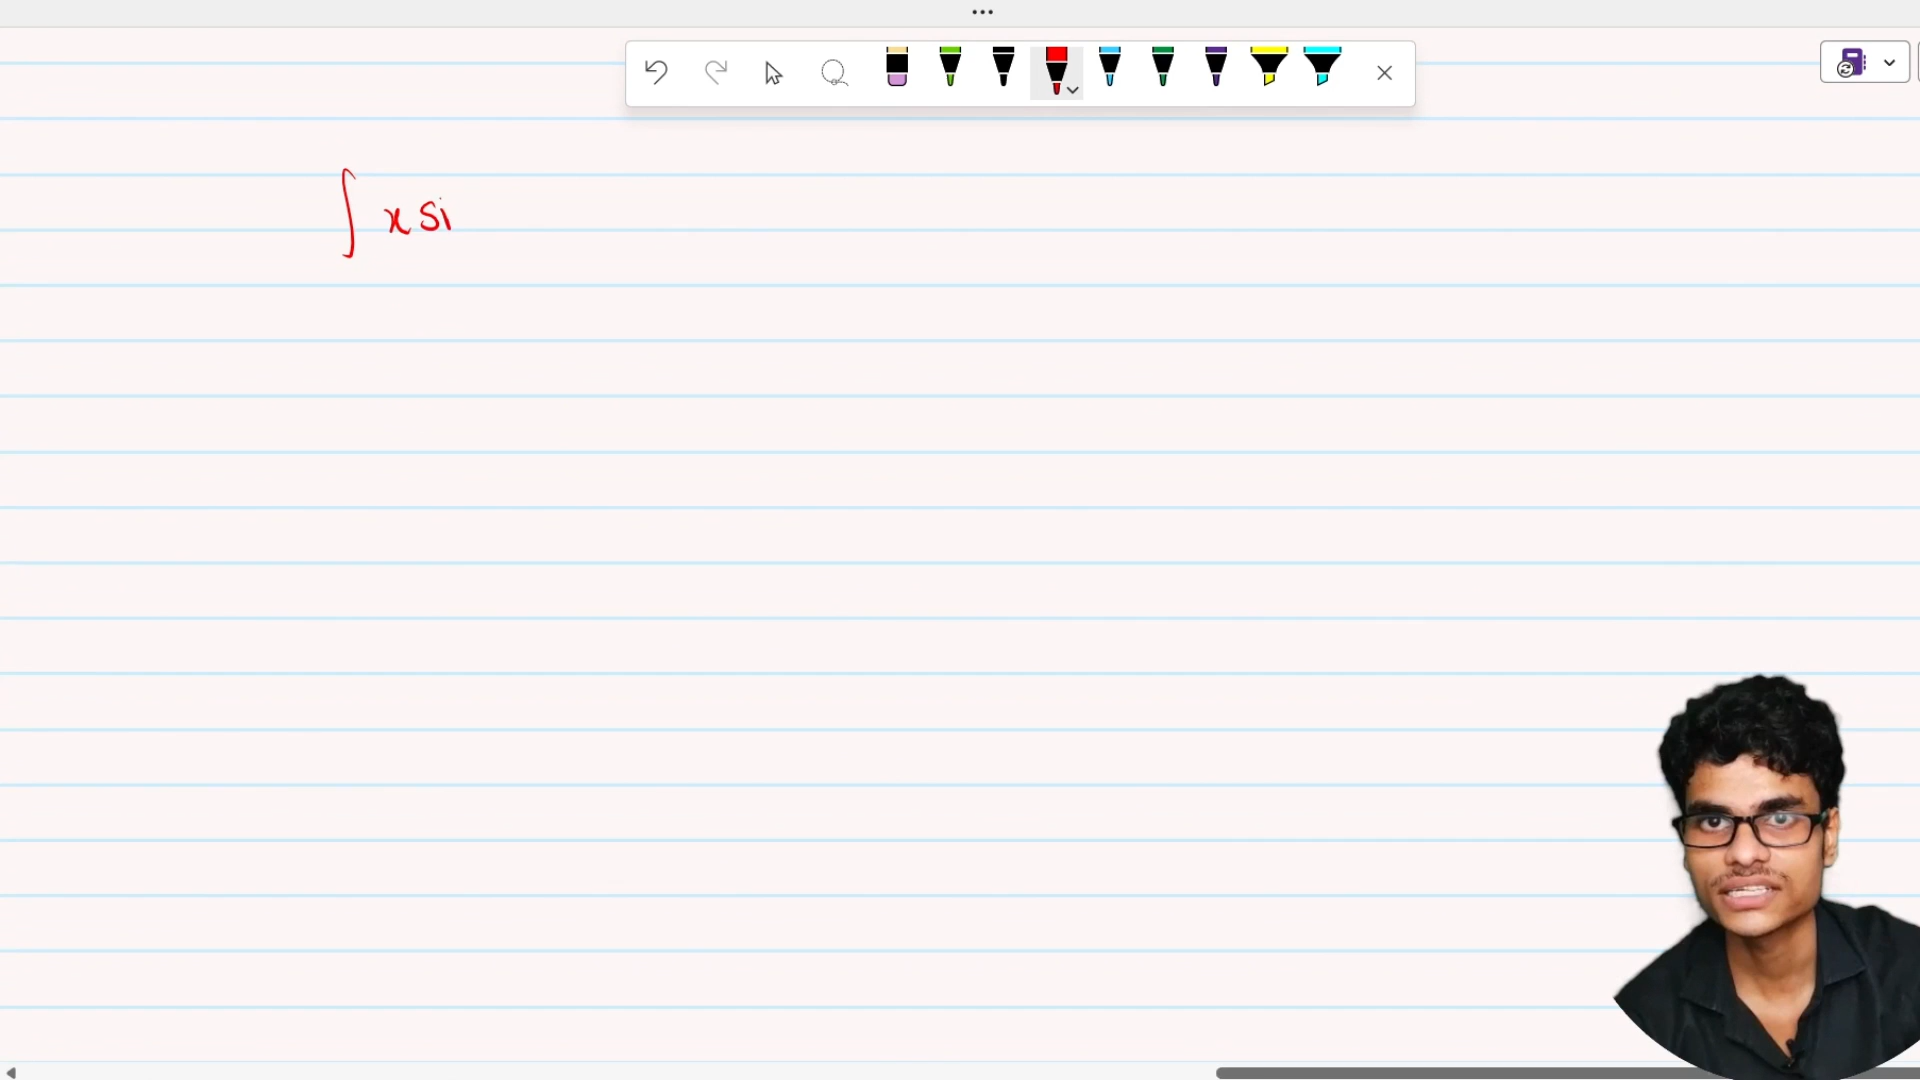 ∫ x si